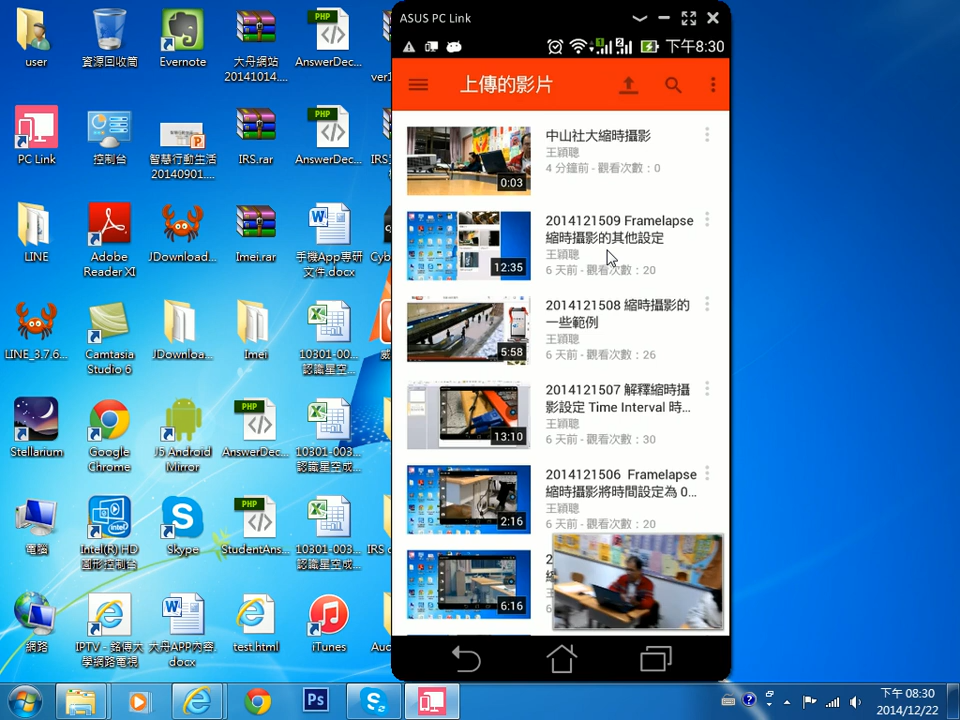 user
資源回收筒
Evernote
大舟網站
20141014....
PHP
AnswerDec...
PC Link
控制台
智慧行動生活
20140901....
IRS.rar
PHP
AnswerDec...
LINE
Adobe
Reader XI
JDownload...
Imei.rar
手機App專研
文件.docx
LINE_3.7.6...
Camtasia
Studio 6
JDownloa...
Imei
10301-00...
認識星空...
Stellarium
Google
Chrome
J5 Android
Mirror
PHP
AnswerDec...
10301-003...
認識星空成...
電腦
Intel(R) HD
圖形控制台
Skype
PHP
StudentAns...
10301-003...
認識星空成...
網路
IPTV - 銘傳大
學網路電視
大舟APP內容.
docx
test.html
iTunes
ASUS PC Link
下午8:30
上傳的影片
中山社大縮時攝影
王穎聰
4 分鐘前 - 觀看次數：0
0:03
2014121509 Framelapse
縮時攝影的其他設定
王穎聰
6 天前 - 觀看次數：20
12:35
2014121508 縮時攝影的
一些範例
王穎聰
6 天前 - 觀看次數：26
5:58
2014121507 解釋縮時攝
影設定 Time Interval 時...
王穎聰
6 天前 - 觀看次數：30
13:10
2014121506 Framelapse
縮時攝影將時間設定為 0...
王穎聰
6 天前 - 觀看次數：20
2:16
6:16
Ps
下午 08:30
2014/12/22